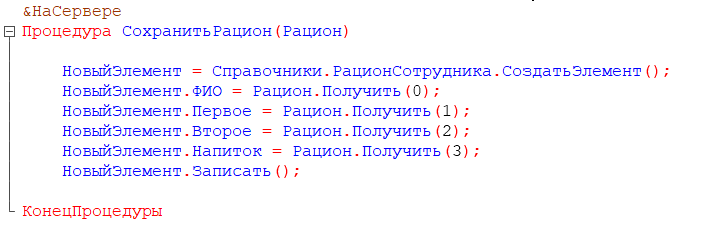 &НаСервере
Процедура СохранитьРацион(Рацион)
НовыйЭлемент = Справочники.РационСотрудника.СоздатьЭлемент();
НовыйЭлемент.ФИО = Рацион.Получить(0);
НовыйЭлемент.Первое = Рацион.Получить(1);
НовыйЭлемент.Второе = Рацион.Получить(2);
НовыйЭлемент.Напиток = Рацион.Получить(3);
НовыйЭлемент.Записать();
КонецПроцедуры